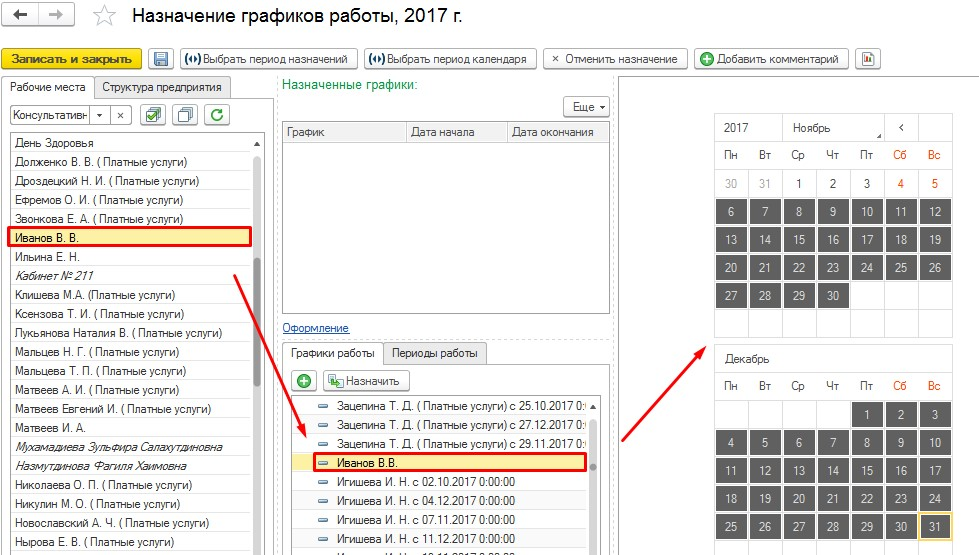 Назначение графиков работы, 2017 г.
Записать и закрыть
Выбрать период назначений
Выбрать период календаря
× Отменить назначение
Добавить комментарий
Рабочие места
Структура предприятия
Консультативн
Назначенные графики:
Еще
График Дата начала Дата окончания
День Здоровья
Долженко В. В. ( Платные услуги)
Дроздецкий Н. И. ( Платные услуги)
Ефремов О. И. ( Платные услуги)
Звонкова Е. А. ( Платные услуги)
Иванов В. В.
Ильина Е. Н.
Кабинет № 211
Клишева М.А. (Платные услуги)
Ксензова Т. И. ( Платные услуги)
Лукьянова Наталия В. ( Платные услуги)
Мальцев Н. Г. ( Платные услуги)
Мальцева Т. П. ( Платные услуги)
Матвеев А. И. ( Платные услуги)
Матвеев Евгений И. ( Платные услуги)
Матвеев И. А.
Мухамадиева Зульфира Салахутдиновна
Назмутдинова Фагиля Хаимовна
Николаева О. П. ( Платные услуги)
Никулин М. О. ( Платные услуги)
Новославский А. Ч. ( Платные услуги)
Нырова Е. В. ( Платные услуги)
Оформление
Графики работы
Периоды работы
Назначить
Зацепина Т. Д. ( Платные услуги) с 25.10.2017 0:
Зацепина Т. Д. ( Платные услуги) с 27.12.2017 0:
Зацепина Т. Д. ( Платные услуги) с 29.11.2017 0:
Иванов В.В.
Игишева И. Н. с 02.10.2017 0:00:00
Игишева И. Н. с 04.12.2017 0:00:00
Игишева И. Н. с 07.11.2017 0:00:00
Игишева И. Н. с 11.12.2017 0:00:00
2017 Ноябрь <
Пн Вт Ср Чт Пт Сб Вс
30 31 1 2 3 4 5
6 7 8 9 10 11 12
13 14 15 16 17 18 19
20 21 22 23 24 25 26
27 28 29 30
Декабрь
Пн Вт Ср Чт Пт Сб Вс
1 2 3
4 5 6 7 8 9 10
11 12 13 14 15 16 17
18 19 20 21 22 23 24
25 26 27 28 29 30 31